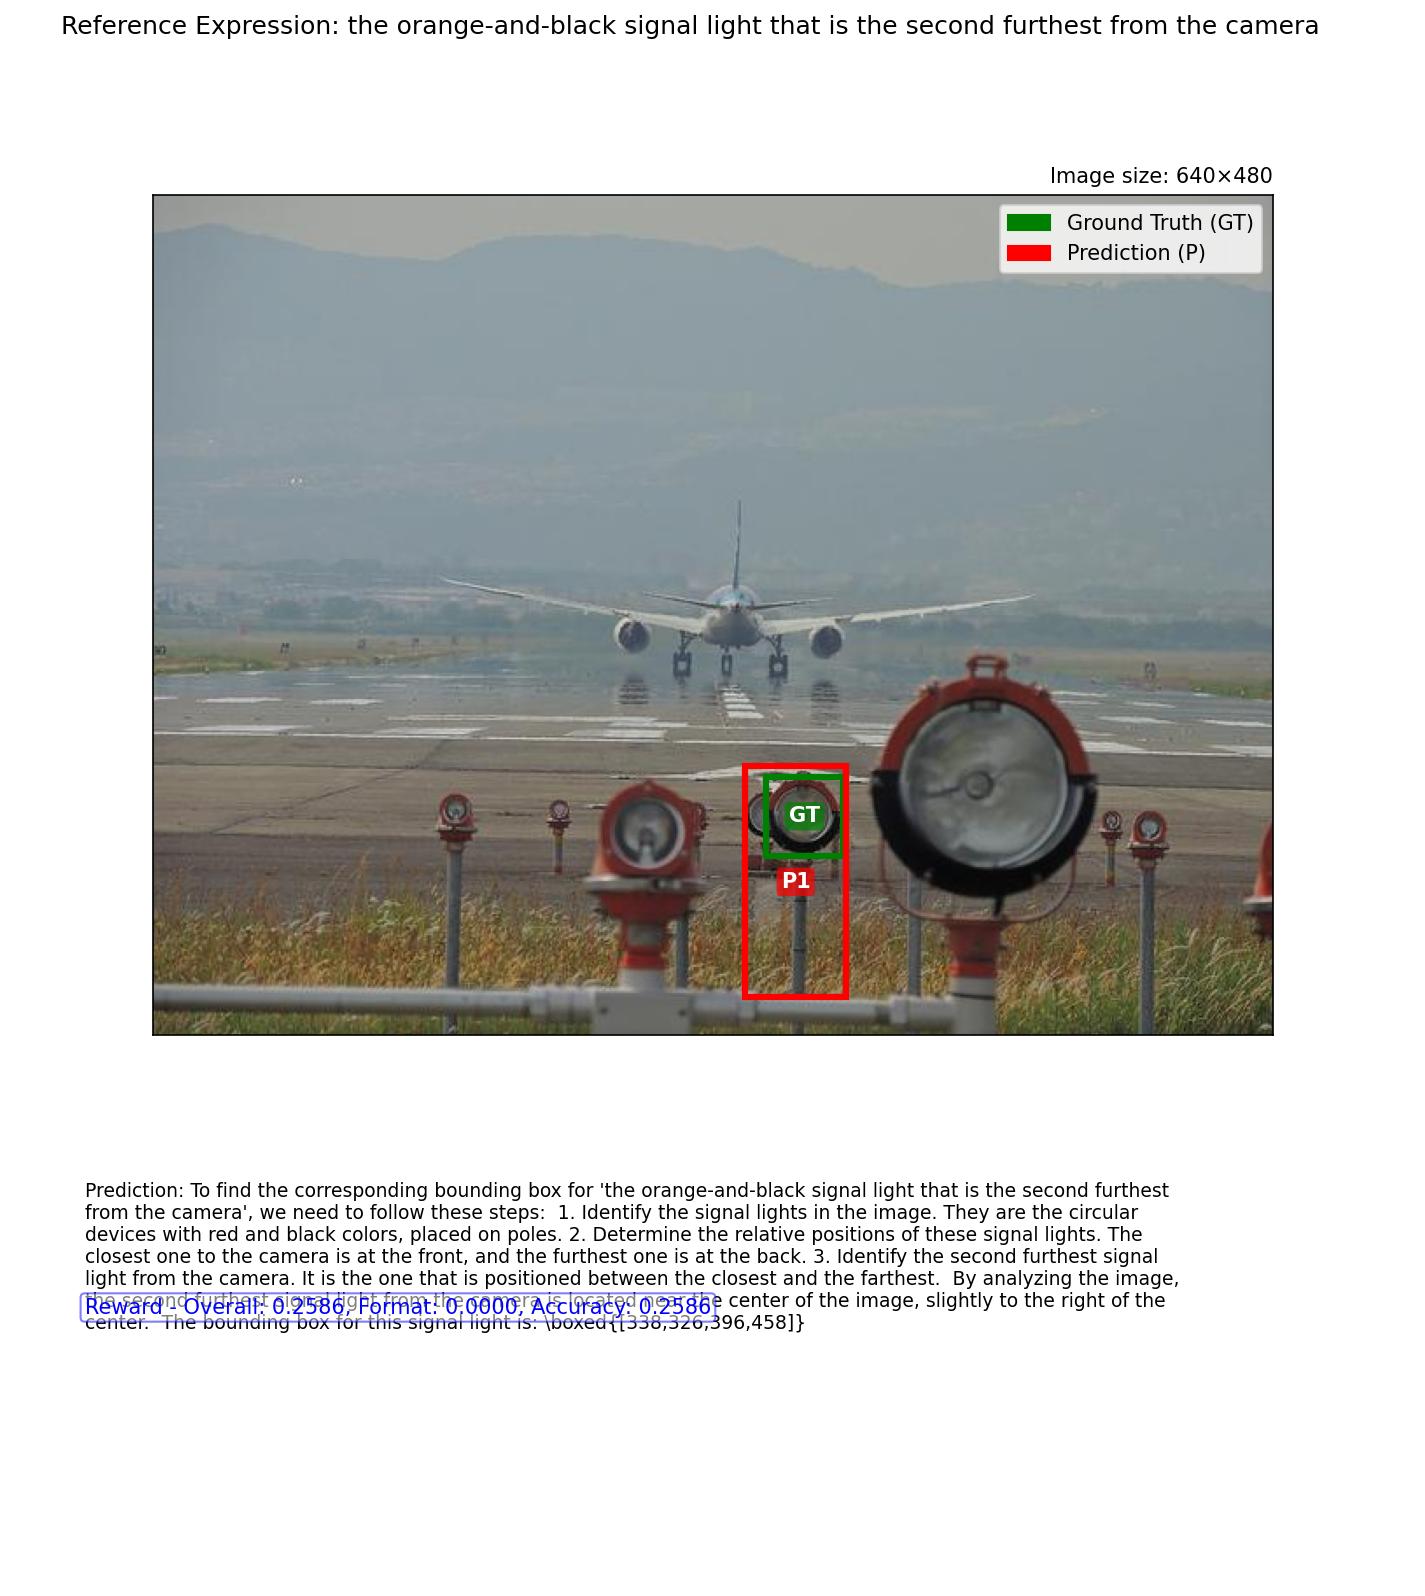 Reference Expression: the orange-and-black signal light that is the second furthest from the camera
Image size: 640×480
Ground Truth (GT)
Prediction (P)
GT
P1
Prediction: To find the corresponding bounding box for 'the orange-and-black signal light that is the second furthest
from the camera', we need to follow these steps:  1. Identify the signal lights in the image. They are the circular
devices with red and black colors, placed on poles. 2. Determine the relative positions of these signal lights. The
closest one to the camera is at the front, and the furthest one is at the back. 3. Identify the second furthest signal
light from the camera. It is the one that is positioned between the closest and the farthest.  By analyzing the image,
the second furthest signal light from the camera is located near the center of the image, slightly to the right of the
Reward - Overall: 0.2586, Format: 0.0000, Accuracy: 0.2586
center.  The bounding box for this signal light is: \boxed{[338,326,396,458]}